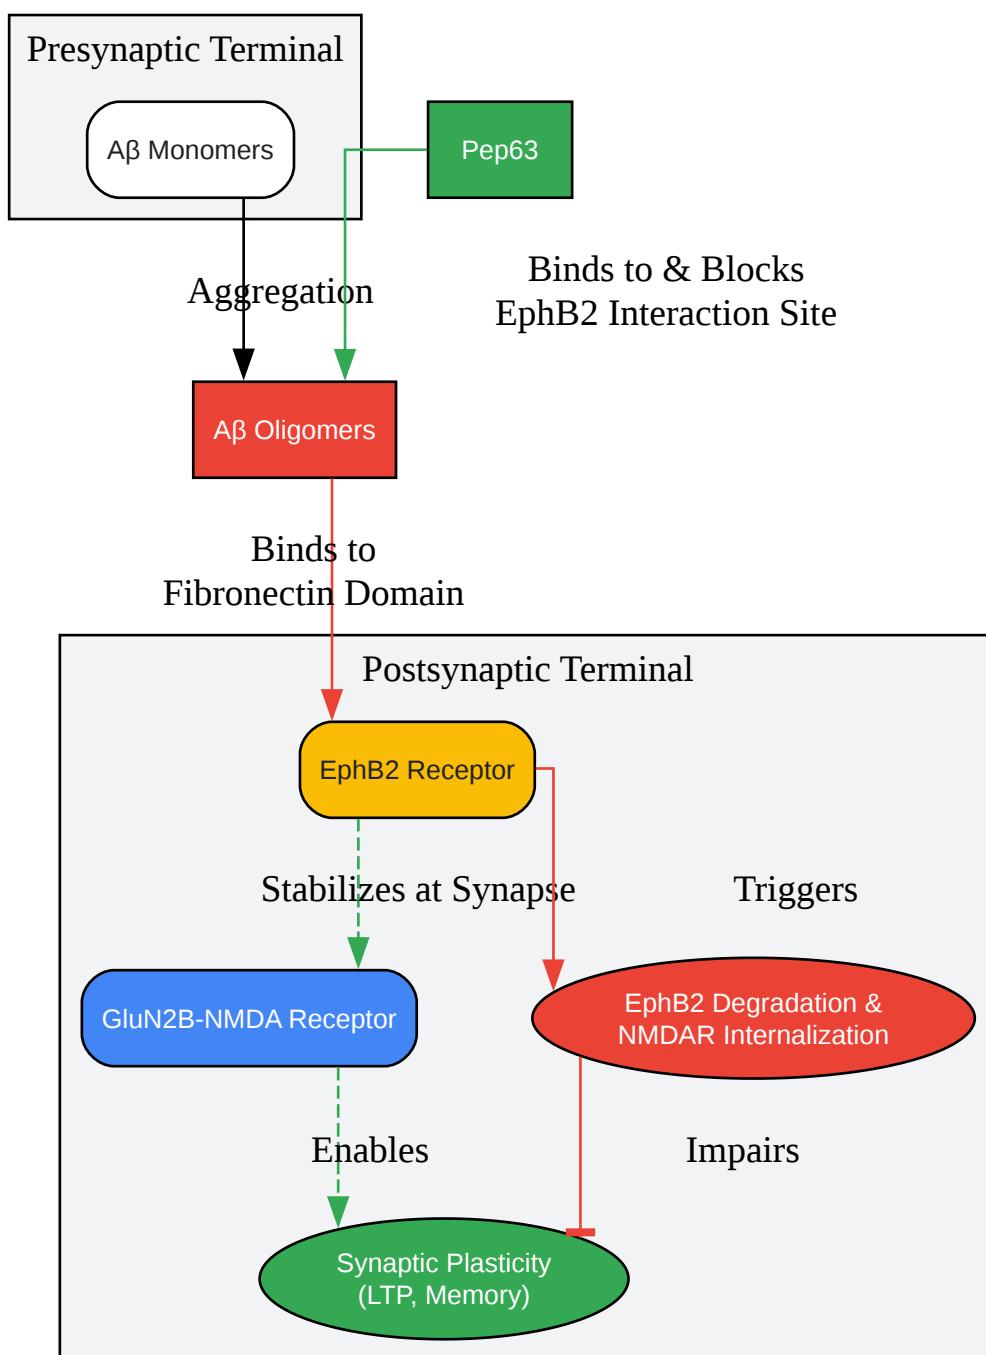 Presynaptic Terminal
Aβ Monomers
Pep63
Aggregation
Binds to & Blocks
EphB2 Interaction Site
Aβ Oligomers
Binds to
Fibronectin Domain
Postsynaptic Terminal
EphB2 Receptor
Stabilizes at Synapse
Triggers
GluN2B-NMDA Receptor
EphB2 Degradation &
NMDAR Internalization
Enables
Impairs
Synaptic Plasticity
(LTP, Memory)